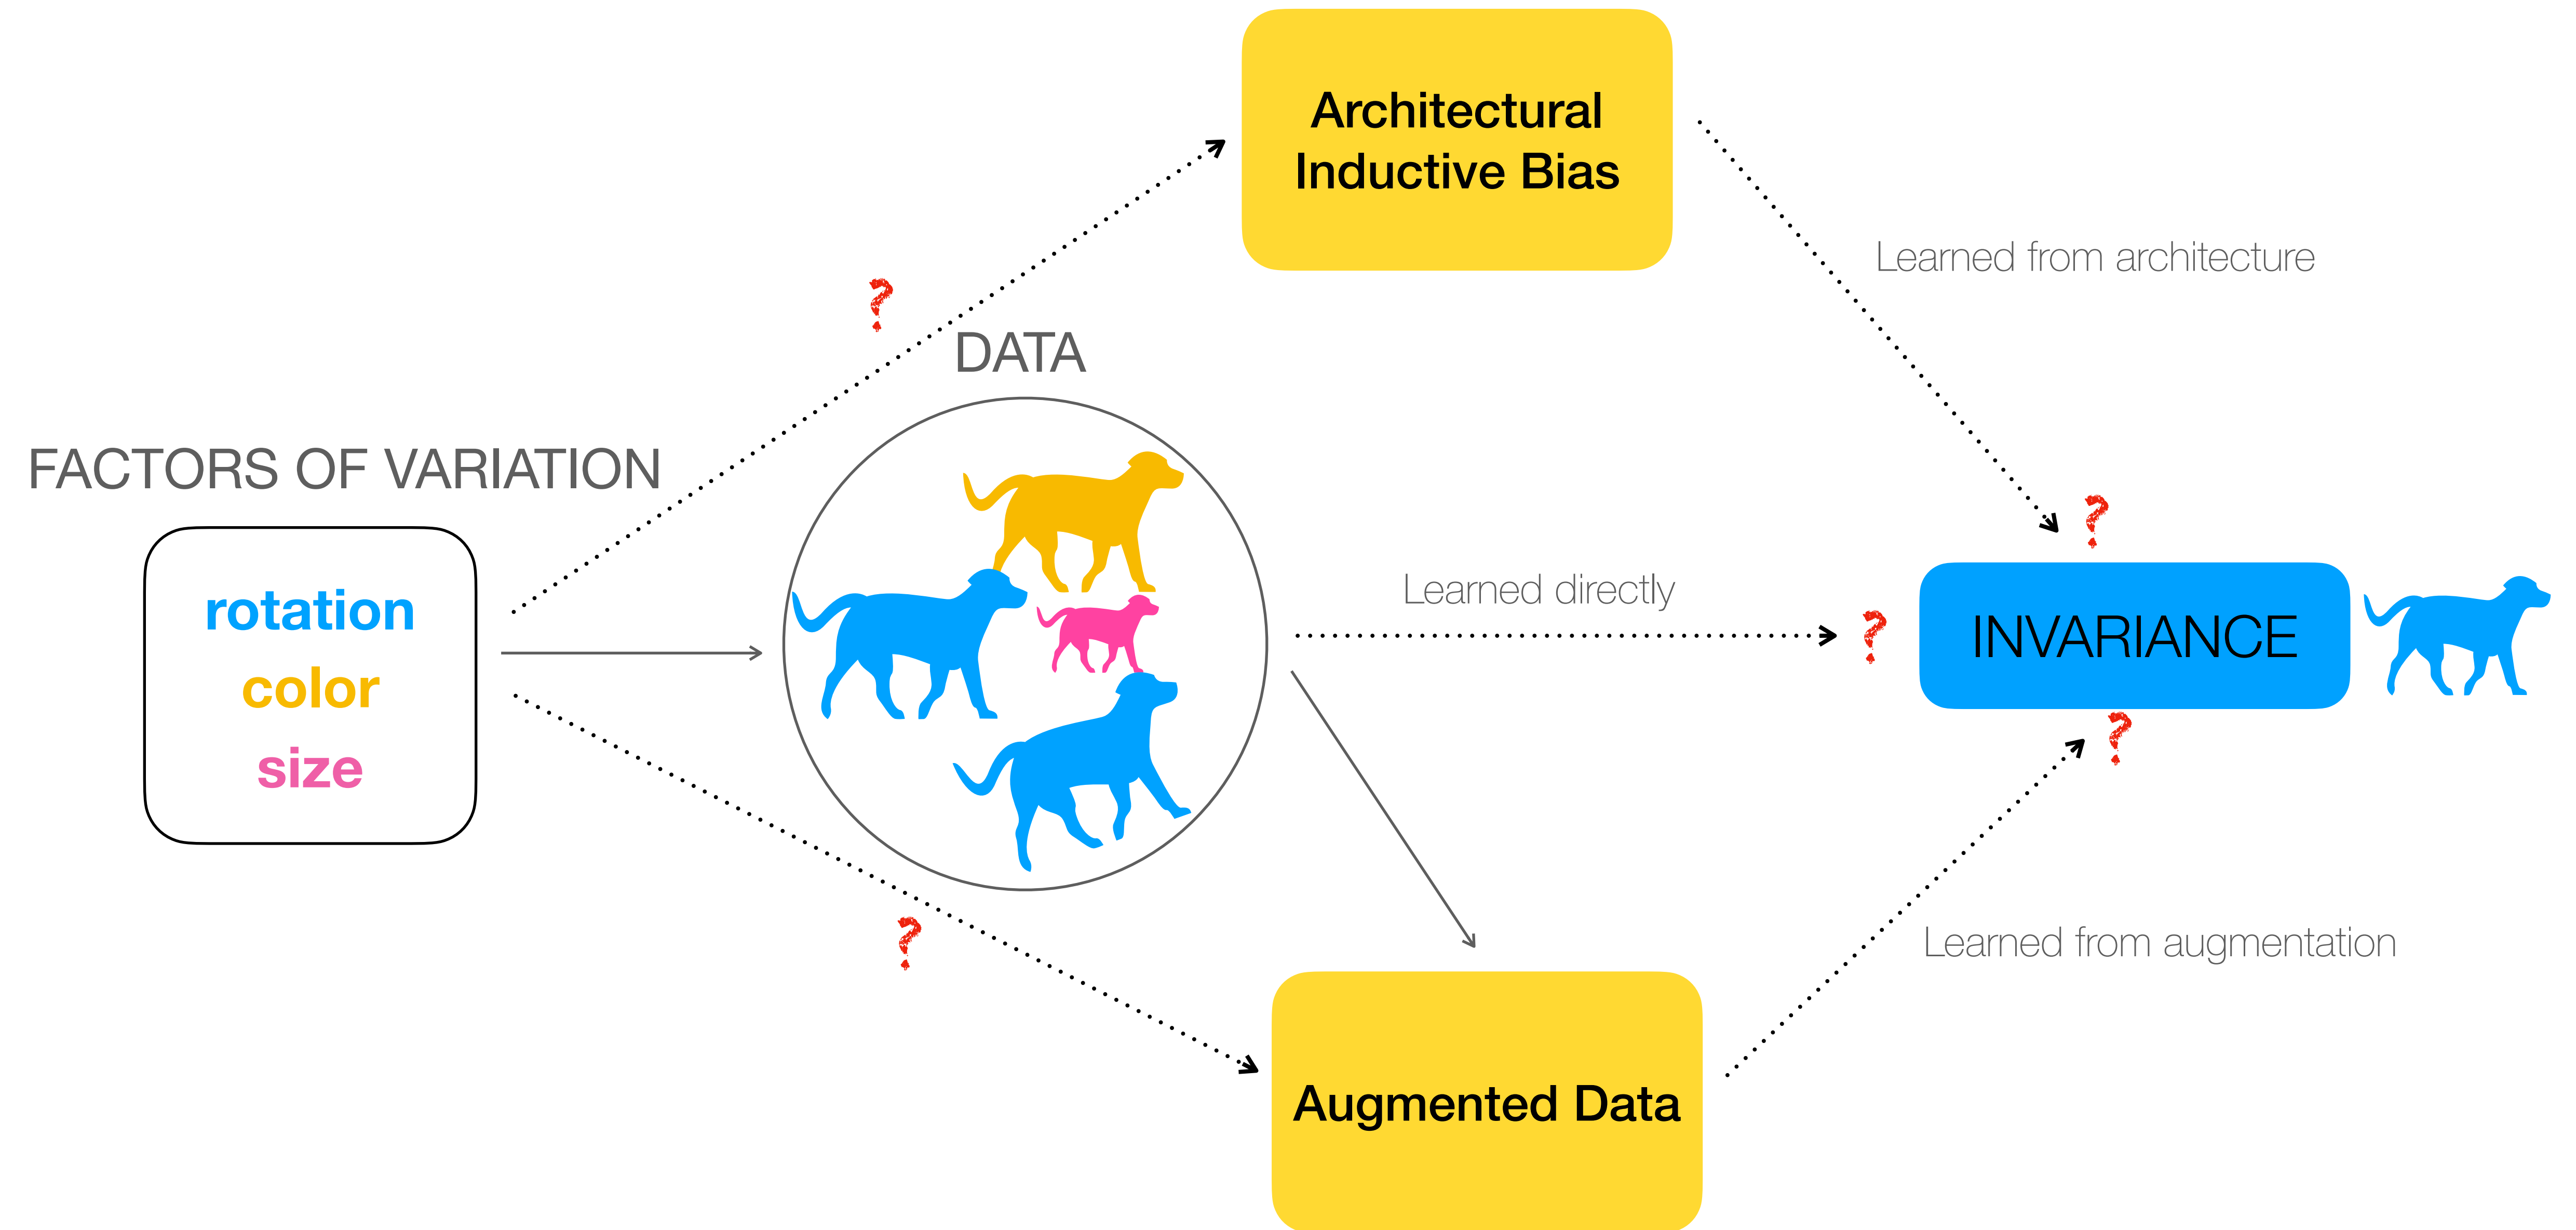 Architectural
Inductive Bias
Learned from architecture
?
DATA
FACTORS OF VARIATION
rotation
color
size
Learned directly
?
?
INVARIANCE
?
Learned from augmentation
?
Augmented Data